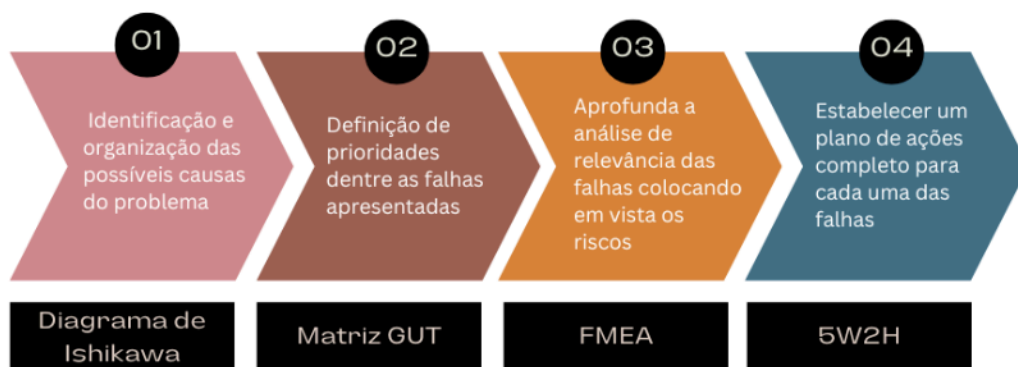 01
Identificação e
organização das
possíveis causas
do problema
Diagrama de
Ishikawa
02
Definição de
prioridades
dentre as falhas
apresentadas
Matriz GUT
03
Aprofunda a
análise de
relevância das
falhas colocando
em vista os
riscos
FMEA
04
Estabelecer um
plano de ações
completo para
cada uma das
falhas
5W2H